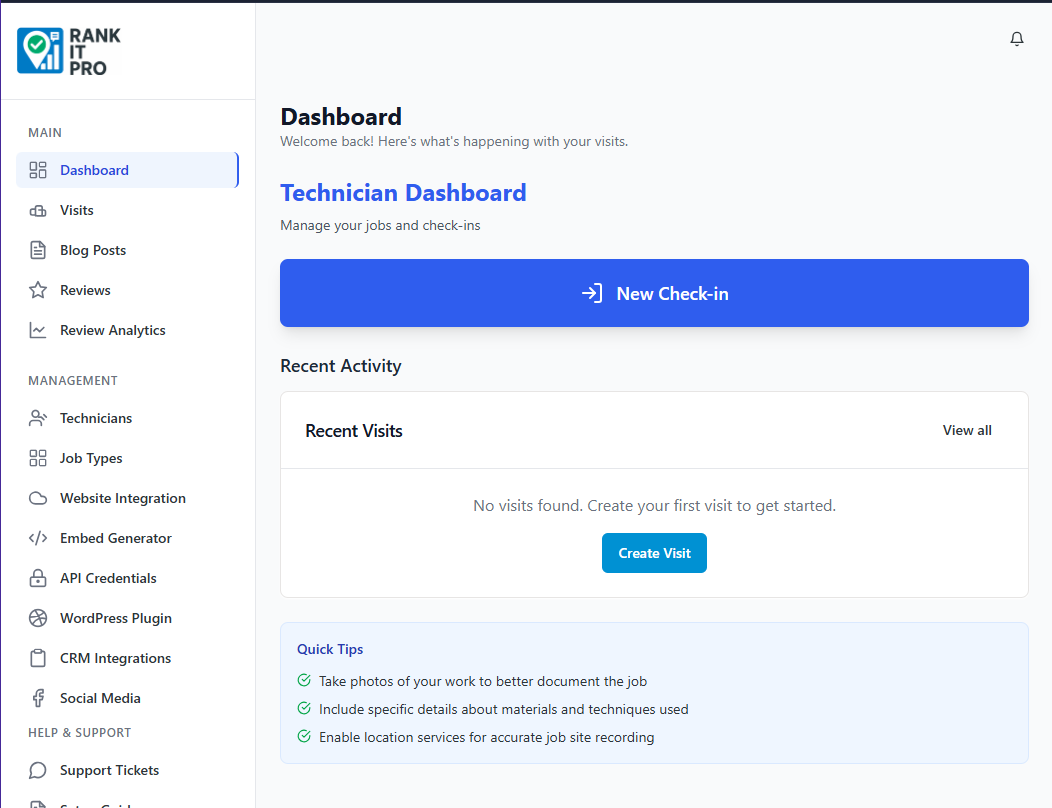 RANK
IT
PRO
MAIN
Dashboard
Visits
Blog Posts
Reviews
Review Analytics
MANAGEMENT
Technicians
Job Types
Website Integration
Embed Generator
API Credentials
WordPress Plugin
CRM Integrations
Social Media
HELP & SUPPORT
Support Tickets
Dashboard
Welcome back! Here's what's happening with your visits.
Technician Dashboard
Manage your jobs and check-ins
New Check-in
Recent Activity
Recent Visits
View all
No visits found. Create your first visit to get started.
Create Visit
Quick Tips
Take photos of your work to better document the job
Include specific details about materials and techniques used
Enable location services for accurate job site recording